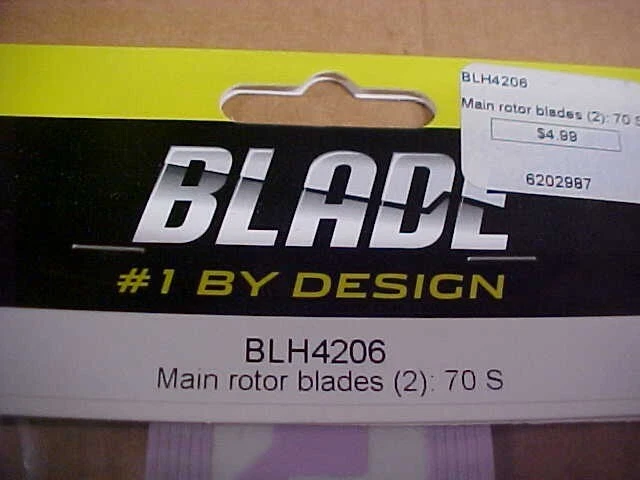 BLH4206
Main rotor blades (2): 70 S
$4.99
6202987
BLADE
#1 BY DESIGN
BLH4206
Main rotor blades (2): 70 S